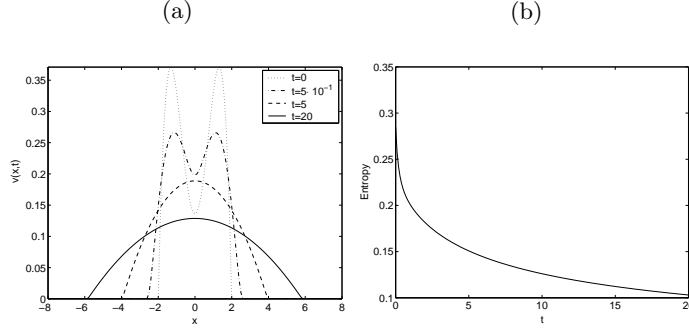 (a)
(b)
0.35
0.3
0.25
0.2
0.15
0.1
0.05
0
v(x,t)
−8 −6 −4 −2 0 2 4 6 8
x
t=0
t=5⋅ 10⁻¹
t=5
t=20
0.35
0.3
0.25
0.2
0.15
0.1
Entropy
0 5 10 15 20
t